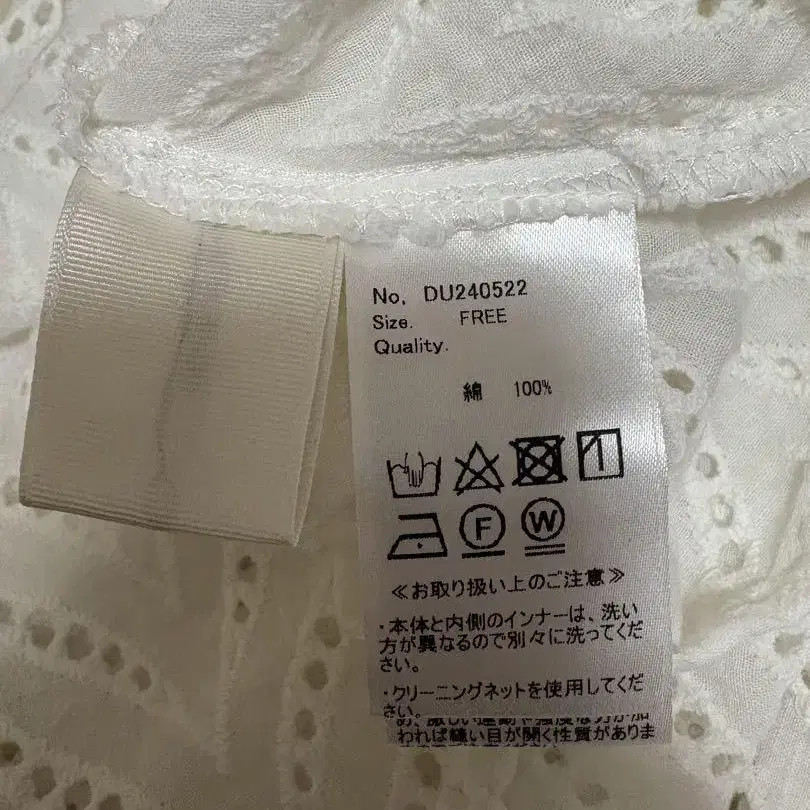 No. DU240522
Size. FREE
Quality.
綿 100%
F W
≪お取り扱い上のご注意≫
・本体と内側のインナーは、洗い
方が異なるので別々に洗ってくだ
さい。
・クリーニングネットを使用してくだ
さい。
われば縫い目が開く性質がありま